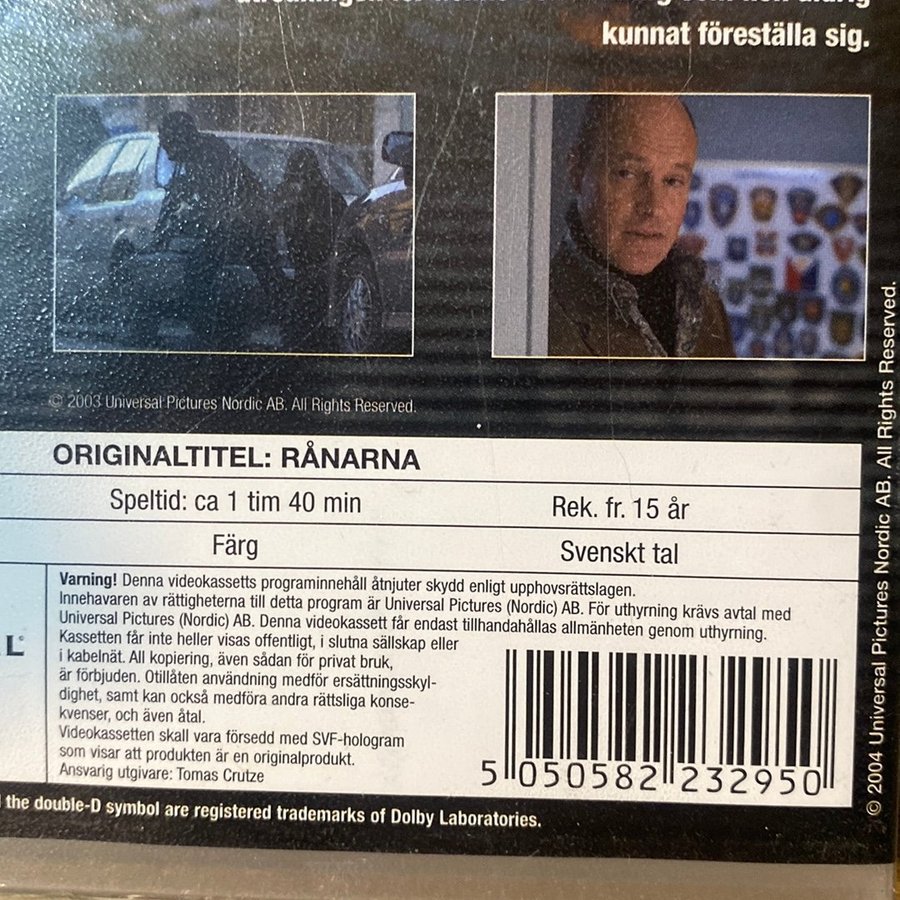 kunnat föreställa sig.
© 2003 Universal Pictures Nordic AB. All Rights Reserved.
ORIGINALTITEL: RÅNARNA
Speltid: ca 1 tim 40 min
Rek. fr. 15 år
Färg
Svenskt tal
Varning! Denna videokassetts programinnehåll åtnjuter skydd enligt upphovsrättslagen.
Innehavaren av rättigheterna till detta program är Universal Pictures (Nordic) AB. För uthyrning krävs avtal med
Universal Pictures (Nordic) AB. Denna videokassett får endast tillhandahållas allmänheten genom uthyrning.
Kassetten får inte heller visas offentligt, i slutna sällskap eller
i kabelnät. All kopiering, även sådan för privat bruk,
är förbjuden. Otillåten användning medför ersättningsskyl-
dighet, samt kan också medföra andra rättsliga konse-
kvenser, och även åtal.
Videokassetten skall vara försedd med SVF-hologram
som visar att produkten är en originalprodukt.
Ansvarig utgivare: Tomas Crutze
L
5 050582 232950
the double-D symbol are registered trademarks of Dolby Laboratories.
© 2004 Universal Pictures Nordic AB. All Rights Reserved.